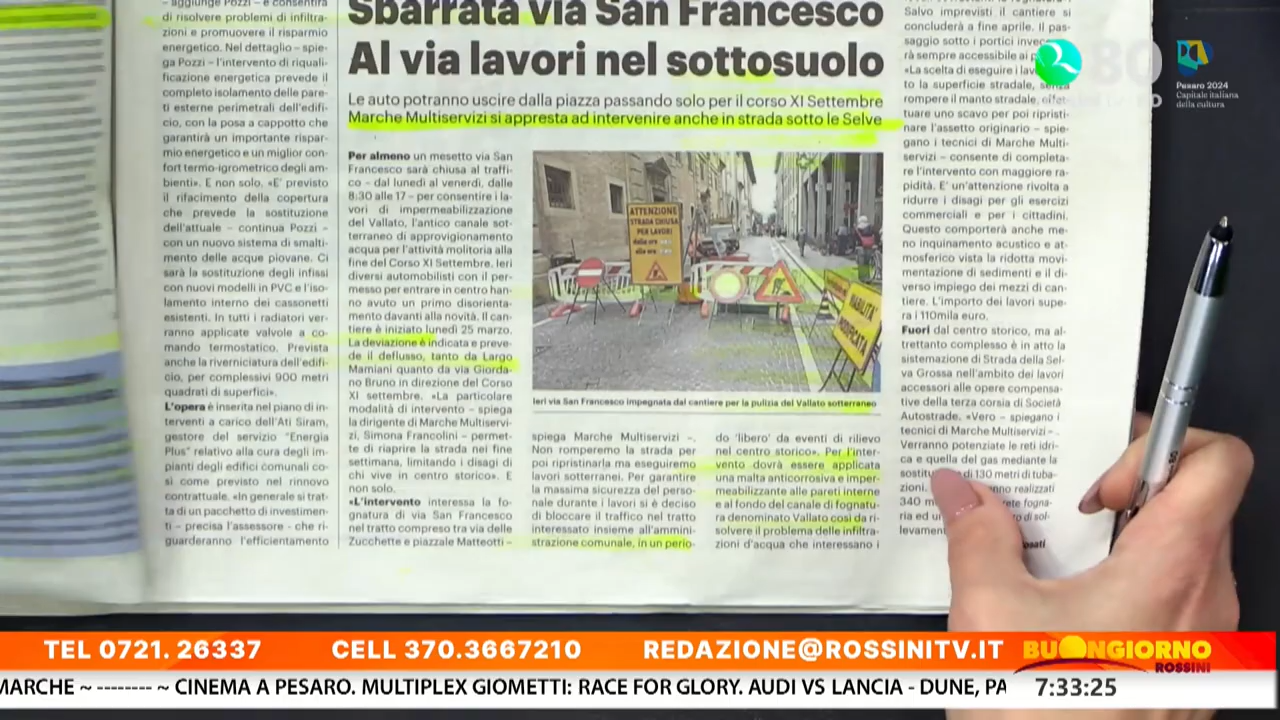 – aggiunge Pozzi – e consentirà
di risolvere problemi di infiltra-
zioni e promuovere il risparmio
energetico. Nel dettaglio – spie-
ga Pozzi – l'intervento di riquali-
ficazione energetica prevede il
completo isolamento delle pare-
ti esterne perimetrali dell'edifi-
cio, con la posa a cappotto che
garantirà un importante rispar-
mio energetico e un miglior con-
fort termo-igrometrico degli am-
bienti». E non solo. «E' previsto
il rifacimento della copertura
che prevede la sostituzione
dell'attuale – continua Pozzi –
con un nuovo sistema di smalti-
mento delle acque piovane. Ci
sarà la sostituzione degli infissi
con nuovi modelli in PVC e l'iso-
lamento interno dei cassonetti
esistenti. In tutti i radiatori ver-
ranno applicate valvole a co-
mando termostatico. Prevista
anche la riverniciatura dell'edifi-
cio, per complessivi 900 metri
quadrati di superfici».
L'opera è inserita nel piano di in-
terventi a carico dell'Ati Siram,
gestore del servizio "Energia
Plus" relativo alla cura degli im-
pianti degli edifici comunali co-
sì come previsto nel rinnovo
contrattuale. «In generale si trat-
ta di un pacchetto di investimen-
ti – precisa l'assessore - che ri-
guarderanno l'efficientamento
Sbarrata via San Francesco
Al via lavori nel sottosuolo
Le auto potranno uscire dalla piazza passando solo per il corso XI Settembre
Marche Multiservizi si appresta ad intervenire anche in strada sotto le Selve
Per almeno un mesetto via San
Francesco sarà chiusa al traffi-
co – dal lunedì al venerdì, dalle
8:30 alle 17 – per consentire i la-
vori di impermeabilizzazione
del Vallato, l'antico canale sot-
terraneo di approvigionamento
acqua per l'attività molitoria alla
fine del Corso XI Settembre. Ieri
diversi automobilisti con il per-
messo per entrare in centro han-
no avuto un primo disorienta-
mento davanti alla novità. Il can-
tiere è iniziato lunedì 25 marzo.
La deviazione è indicata e preve-
de il deflusso, tanto da Largo
Mamiani quanto da via Giorda-
no Bruno in direzione del Corso
XI settembre. «La particolare
modalità di intervento – spiega
la dirigente di Marche Multiservi-
zi, Simona Francolini – permet-
te di riaprire la strada nei fine
settimana, limitando i disagi di
chi vive in centro storico». E
non solo.
«L'intervento interessa la fo-
gnatura di via San Francesco
nel tratto compreso tra via delle
Zucchette e piazzale Matteotti –
ATTENZIONE
STRADA CHIUSA
PER LAVORI
dalle ore
alle ore
VIABILITA'
Ieri via San Francesco impegnata dal cantiere per la pulizia del Vallato sotterraneo
spiega Marche Multiservizi –.
Non romperemo la strada per
poi ripristinarla ma eseguiremo
lavori sotterranei. Per garantire
la massima sicurezza del perso-
nale durante i lavori si è deciso
di bloccare il traffico nel tratto
interessato insieme all'ammini-
strazione comunale, in un perio-
do 'libero' da eventi di rilievo
nel centro storico». Per l'inter-
vento dovrà essere applicata
una malta anticorrosiva e imper-
meabilizzante alle pareti interne
e al fondo del canale di fognatu-
ra denominato Vallato così da ri-
solvere il problema delle infiltra-
zioni d'acqua che interessano i
Salvo imprevisti il cantiere si
concluderà a fine aprile. Il pas-
saggio sotto i portici invece
rà sempre accessibile ai
«La scelta di eseguire i lav
to la superficie stradale, senza
rompere il manto stradale, effet-
tuare uno scavo per poi ripristi-
nare l'assetto originario – spie-
gano i tecnici di Marche Multi-
servizi – consente di completa-
re l'intervento con maggiore ra-
pidità. E' un'attenzione rivolta a
ridurre i disagi per gli esercizi
commerciali e per i cittadini.
Questo comporterà anche me-
no inquinamento acustico e at-
mosferico vista la ridotta movi-
mentazione di sedimenti e il di-
verso impiego dei mezzi di can-
tiere. L'importo dei lavori supe-
ra i 110mila euro.
Fuori dal centro storico, ma al-
trettanto complesso è in atto la
sistemazione di Strada della Sel-
va Grossa nell'ambito dei lavori
accessori alle opere compensa-
tive della terza corsia di Società
Autostrade. «Vero – spiegano i
tecnici di Marche Multiservizi – .
Verranno potenziate le reti idri-
ca e quella del gas mediante la
di 130 metri di tuba-
zioni. nno realizzati
340 m ete fogna-
ria ed un o di sol-
levament
osati
80
Pesaro 2024
Capitale italiana
della cultura
TEL 0721. 26337 CELL 370.3667210 REDAZIONE@ROSSINITV.IT BUONGIORNO
ROSSINI
MARCHE ~ -------- ~ CINEMA A PESARO. MULTIPLEX GIOMETTI: RACE FOR GLORY. AUDI VS LANCIA - DUNE, PA 7:33:25